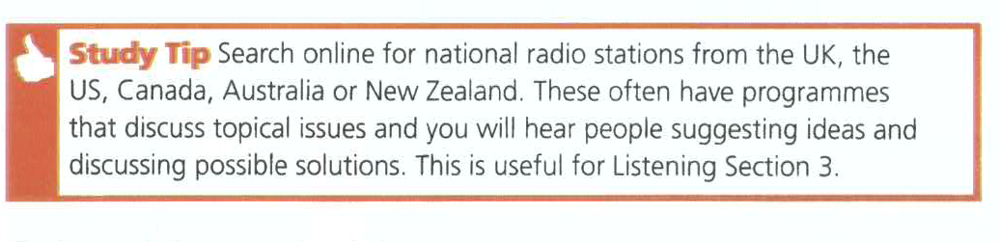 Study Tip Search online for national radio stations from the UK, the
US, Canada, Australia or New Zealand. These often have programmes
that discuss topical issues and you will hear people suggesting ideas and
discussing possible solutions. This is useful for Listening Section 3.